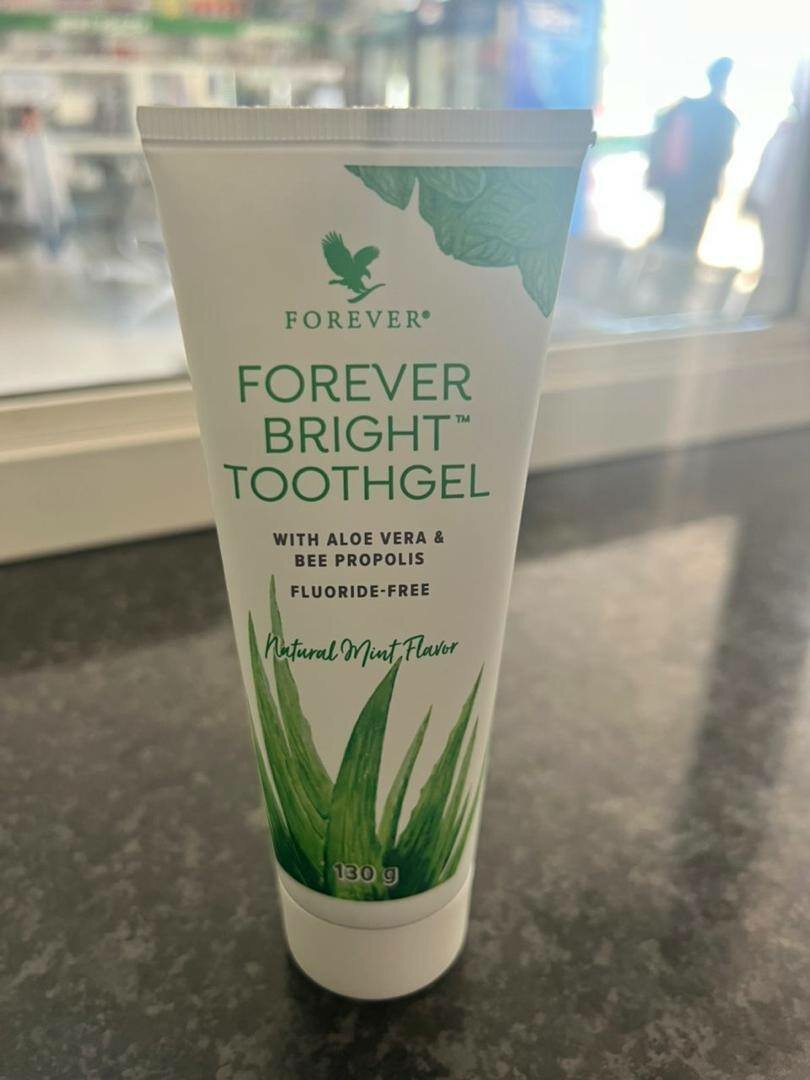 FOREVER®
FOREVER
BRIGHT™
TOOTHGEL
WITH ALOE VERA &
BEE PROPOLIS
FLUORIDE-FREE
Natural Mint Flavor
130 g